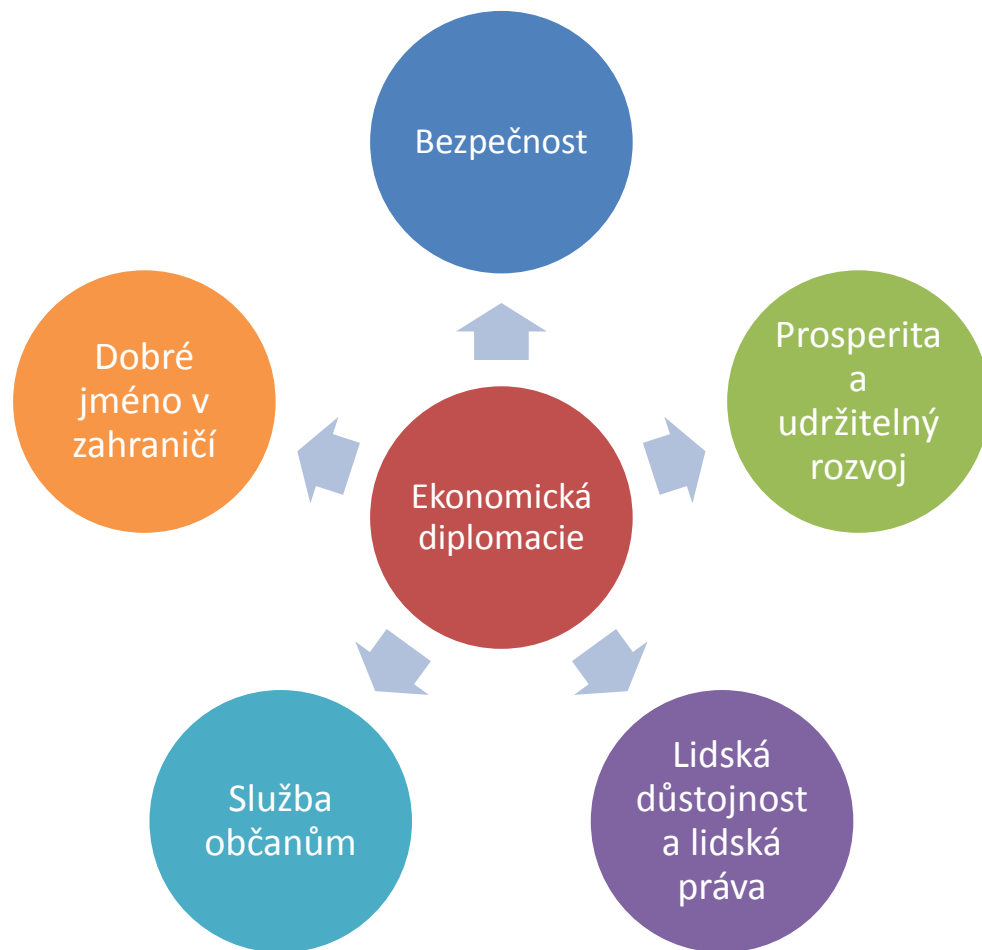 Bezpečnost
Dobré
jméno v
zahraničí
Prosperita
a
udržitelný
rozvoj
Ekonomická
diplomacie
Služba
občanům
Lidská
důstojnost
a lidská
práva